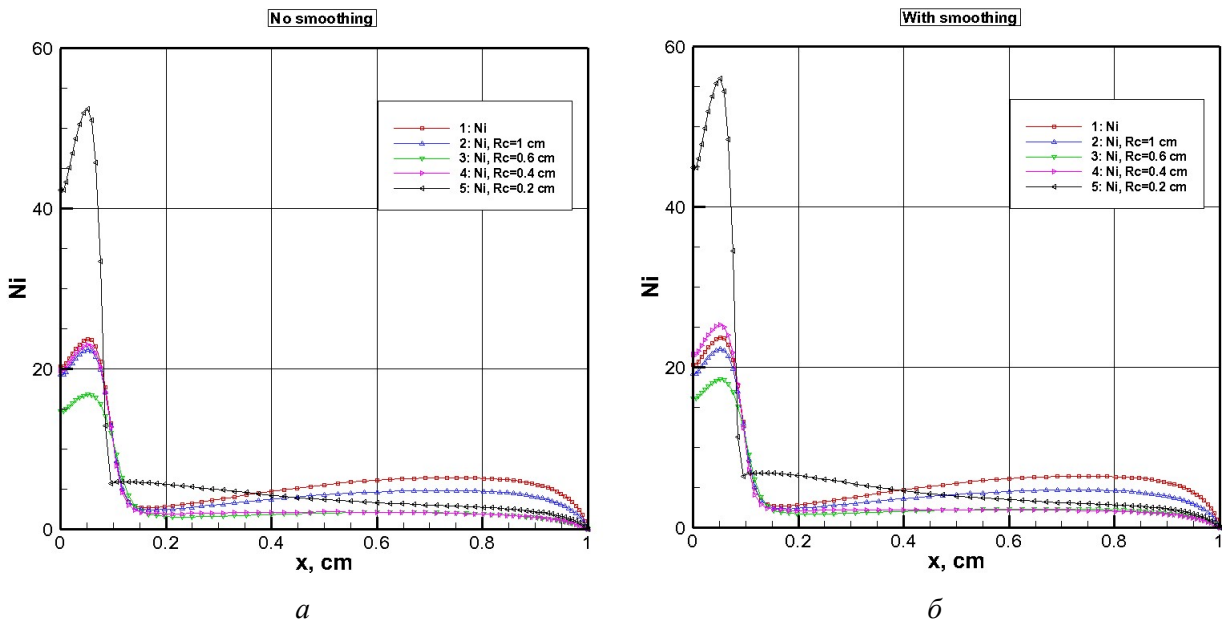 No smoothing
60
40
20
0
Ni
1: Ni
2: Ni, Rc=1 cm
3: Ni, Rc=0.6 cm
4: Ni, Rc=0.4 cm
5: Ni, Rc=0.2 cm
0 0.2 0.4 0.6 0.8 1
x, cm
а
With smoothing
60
40
20
0
Ni
1: Ni
2: Ni, Rc=1 cm
3: Ni, Rc=0.6 cm
4: Ni, Rc=0.4 cm
5: Ni, Rc=0.2 cm
0 0.2 0.4 0.6 0.8 1
x, cm
б